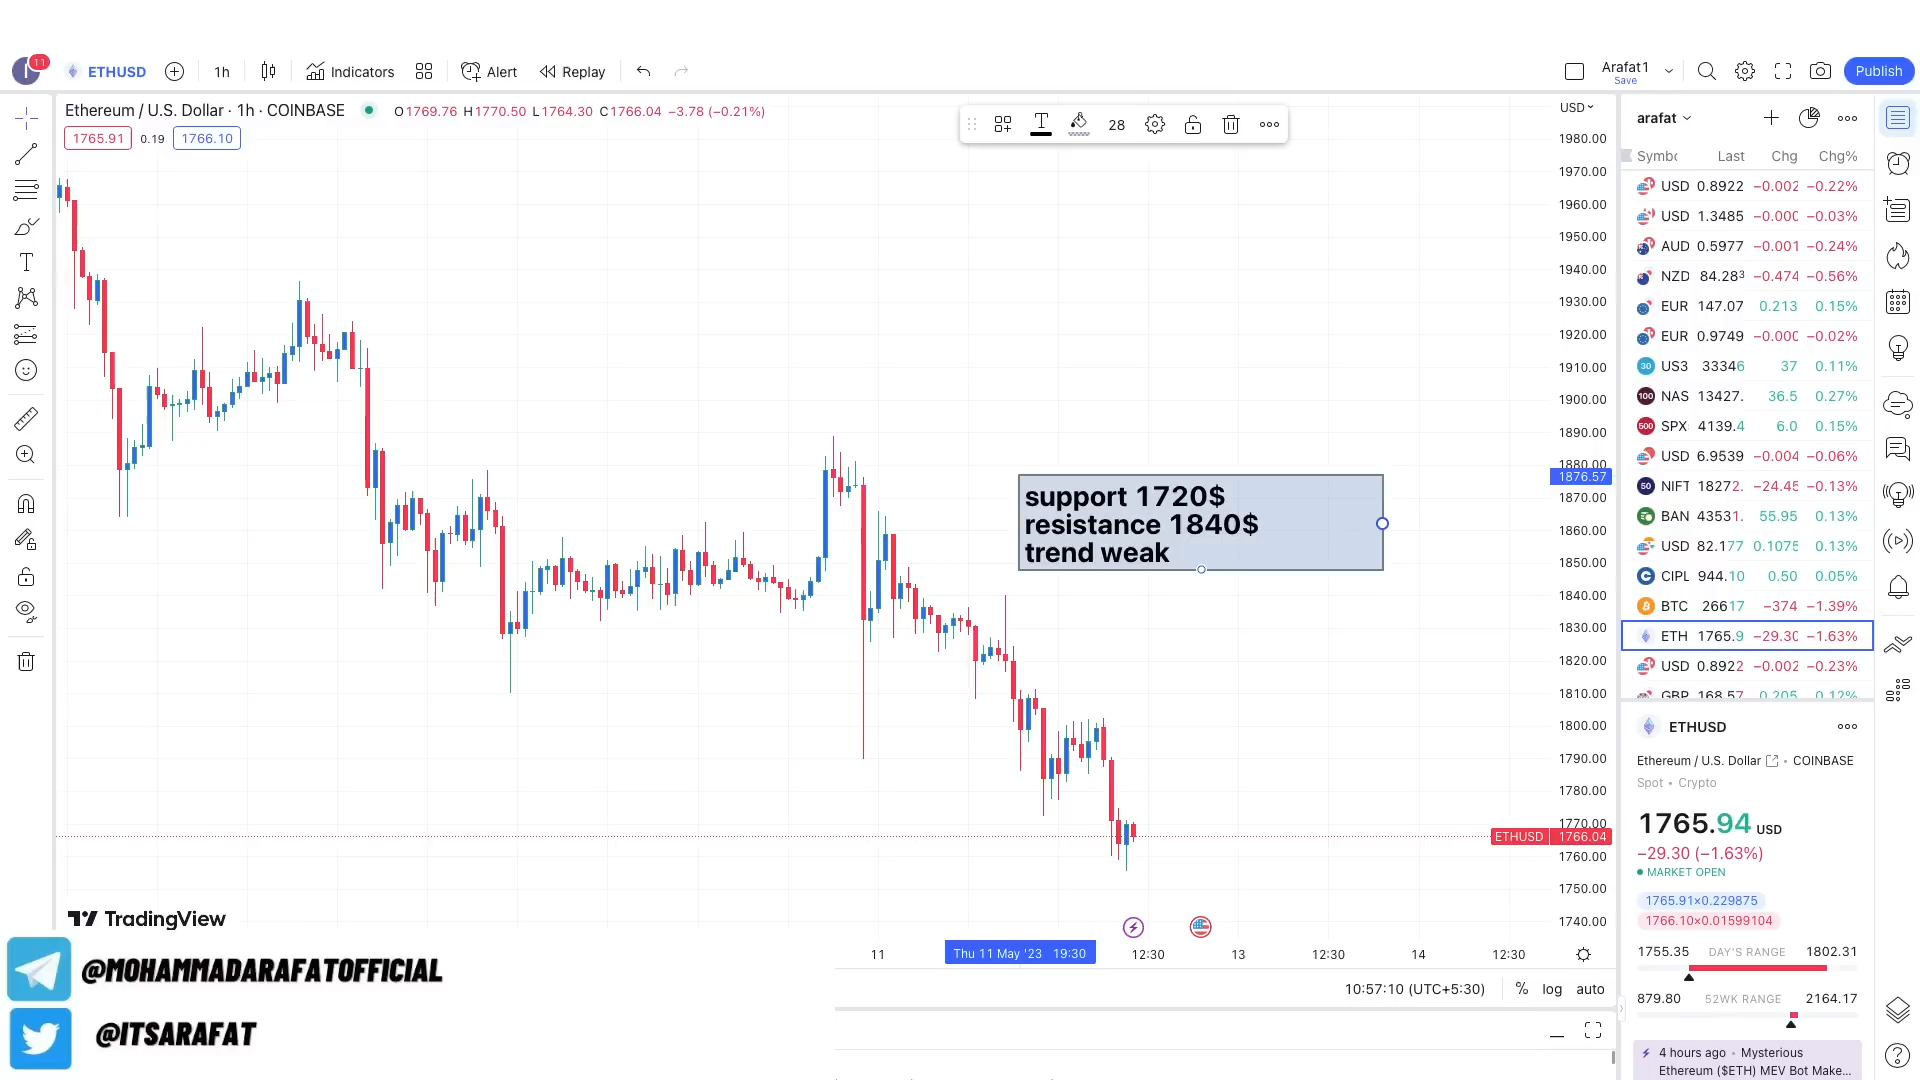 11
ETHUSD
1h
Indicators
Alert
Replay
Arafat1
Save
Publish
Ethereum / U.S. Dollar · 1h · COINBASE
O1769.76 H1770.50 L1764.30 C1766.04 −3.78 (−0.21%)
1765.91 0.19 1766.10
28
USD
1980.00
1970.00
1960.00
1950.00
1940.00
1930.00
1920.00
1910.00
1900.00
1890.00
1880.00
1876.57
1870.00
1860.00
1850.00
1840.00
1830.00
1820.00
1810.00
1800.00
1790.00
1780.00
1770.00
ETHUSD 1766.04
1760.00
1750.00
1740.00
support 1720$
resistance 1840$
trend weak
TradingView
11
Thu 11 May '23 19:30
12:30
13
12:30
14
12:30
10:57:10 (UTC+5:30)
% log auto
@MOHAMMADARAFATOFFICIAL
@ITSARAFAT
arafat
Last Chg Chg%
USD 0.8922 −0.002 −0.22%
USD 1.3485 −0.000 −0.03%
AUD 0.5977 −0.001 −0.24%
NZD 84.283 −0.474 −0.56%
EUR 147.07 0.213 0.15%
EUR 0.9749 −0.000 −0.02%
30 US3 33346 37 0.11%
100 NAS 13427. 36.5 0.27%
500 SPX 4139.4 6.0 0.15%
USD 6.9539 −0.004 −0.06%
50 NIFT 18272. −24.45 −0.13%
BAN 43531. 55.95 0.13%
USD 82.177 0.1075 0.13%
CIPL 944.10 0.50 0.05%
BTC 26617 −374 −1.39%
ETH 1765.9 −29.30 −1.63%
USD 0.8922 −0.002 −0.23%
GBP 168.57 0.205 0.12%
ETHUSD
Ethereum / U.S. Dollar • COINBASE
Spot • Crypto
1765.94 USD
−29.30 (−1.63%)
MARKET OPEN
1765.91×0.229875
1766.10×0.01599104
1755.35 DAY'S RANGE 1802.31
879.80 52WK RANGE 2164.17
4 hours ago • Mysterious
Ethereum ($ETH) MEV Bot Make...